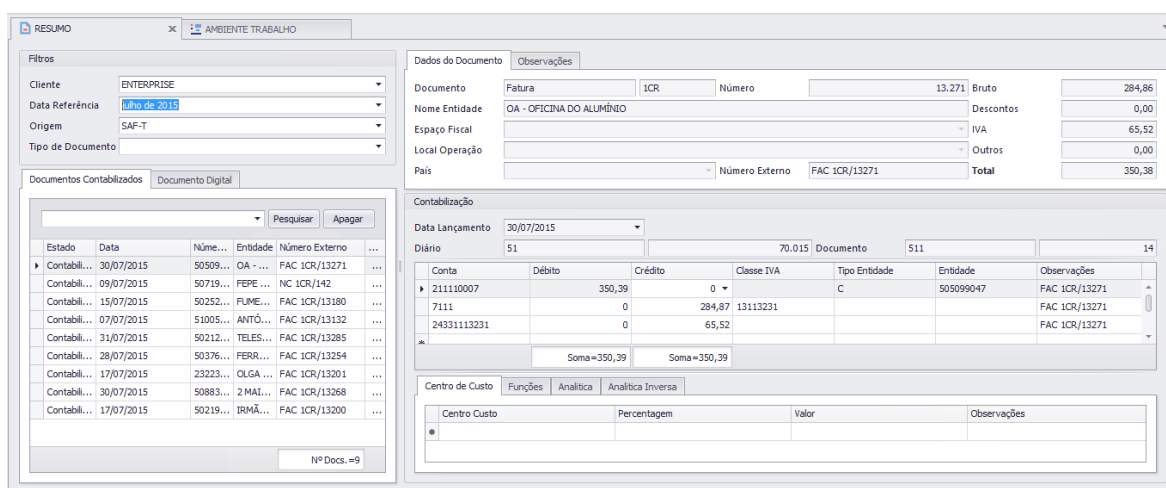 RESUMO x AMBIENTE TRABALHO
Filtros
Cliente ENTERPRISE
Data Referência julho de 2015
Origem SAF-T
Tipo de Documento
Documentos Contabilizados Documento Digital
Pesquisar Apagar
Estado Data Núme... Entidade Número Externo ...
Contabili... 30/07/2015 50509... OA - ... FAC 1CR/13271 ...
Contabili... 09/07/2015 50719... FEPE ... NC 1CR/142 ...
Contabili... 15/07/2015 50252... FUME... FAC 1CR/13180 ...
Contabili... 07/07/2015 51005... ANTÓ... FAC 1CR/13132 ...
Contabili... 31/07/2015 50212... TELES... FAC 1CR/13285 ...
Contabili... 28/07/2015 50376... FERR... FAC 1CR/13254 ...
Contabili... 17/07/2015 23223... OLGA ... FAC 1CR/13201 ...
Contabili... 30/07/2015 50883... 2 MAI... FAC 1CR/13268 ...
Contabili... 17/07/2015 50219... IRMÃ... FAC 1CR/13200 ...
Nº Docs.=9
Dados do Documento Observações
Documento Fatura 1CR Número 13.271 Bruto 284,86
Nome Entidade OA - OFICINA DO ALUMÍNIO Descontos 0,00
Espaço Fiscal IVA 65,52
Local Operação Outros 0,00
País Número Externo FAC 1CR/13271 Total 350,38
Contabilização
Data Lançamento 30/07/2015
Diário 51 70.015 Documento 511 14
Conta Débito Crédito Classe IVA Tipo Entidade Entidade Observações
211110007 350,39 0 C 505099047 FAC 1CR/13271
7111 0 284,87 13113231 FAC 1CR/13271
24331113231 0 65,52 FAC 1CR/13271
Soma=350,39 Soma=350,39
Centro de Custo Funções Analitica Analitica Inversa
Centro Custo Percentagem Valor Observações